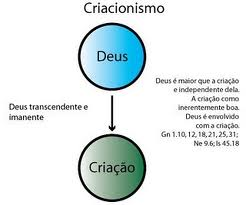 Criacionismo
Deus
Deus é maior que a criação
e independente dela.
A criação como
inerentemente boa.
Deus é envolvido
com a criação.
Gn 1.10, 12, 18, 21, 25, 31;
Ne 9.6; Is 45.18
Deus transcendente e
imanente
Criação